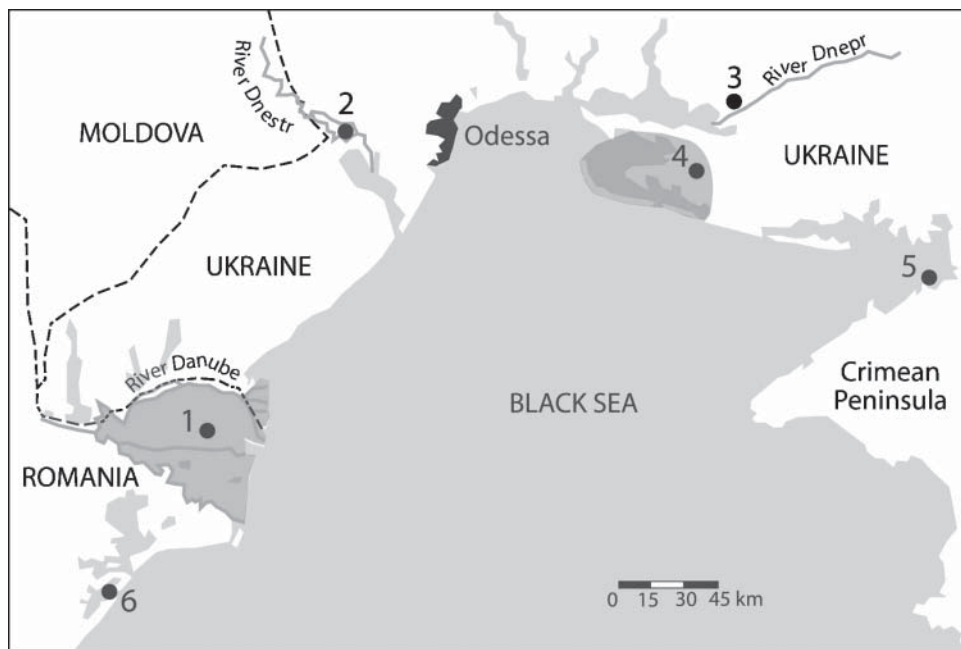 River Dnestr
2
3
River Dnepr
MOLDOVA
Odessa
4
UKRAINE
UKRAINE
5
River Danube
Crimean
Peninsula
BLACK SEA
1
ROMANIA
6
0 15 30 45 km